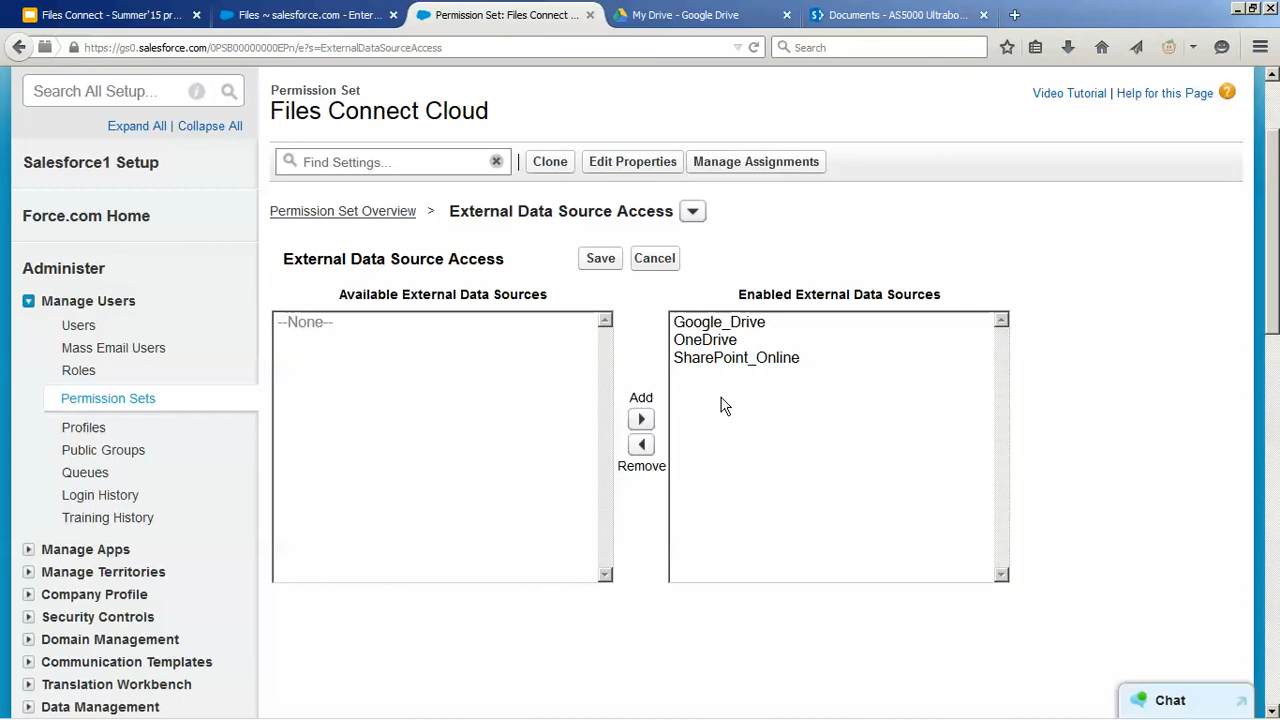 Files Connect - Summer'15 pr...
Files ~ salesforce.com - Enter...
Permission Set: Files Connect ...
My Drive - Google Drive
Documents - AS5000 Ultrabo...
https://gs0.salesforce.com/0PSB00000000EPn/e?s=ExternalDataSourceAccess
Search
Search All Setup...
Expand All | Collapse All
Salesforce1 Setup
Force.com Home
Administer
Manage Users
Users
Mass Email Users
Roles
Permission Sets
Profiles
Public Groups
Queues
Login History
Training History
Manage Apps
Manage Territories
Company Profile
Security Controls
Domain Management
Communication Templates
Translation Workbench
Data Management
Permission Set
Files Connect Cloud
Video Tutorial | Help for this Page
Find Settings...
Clone
Edit Properties
Manage Assignments
Permission Set Overview > External Data Source Access
External Data Source Access
Save
Cancel
Available External Data Sources
--None--
Add
Remove
Enabled External Data Sources
Google_Drive
OneDrive
SharePoint_Online
Chat